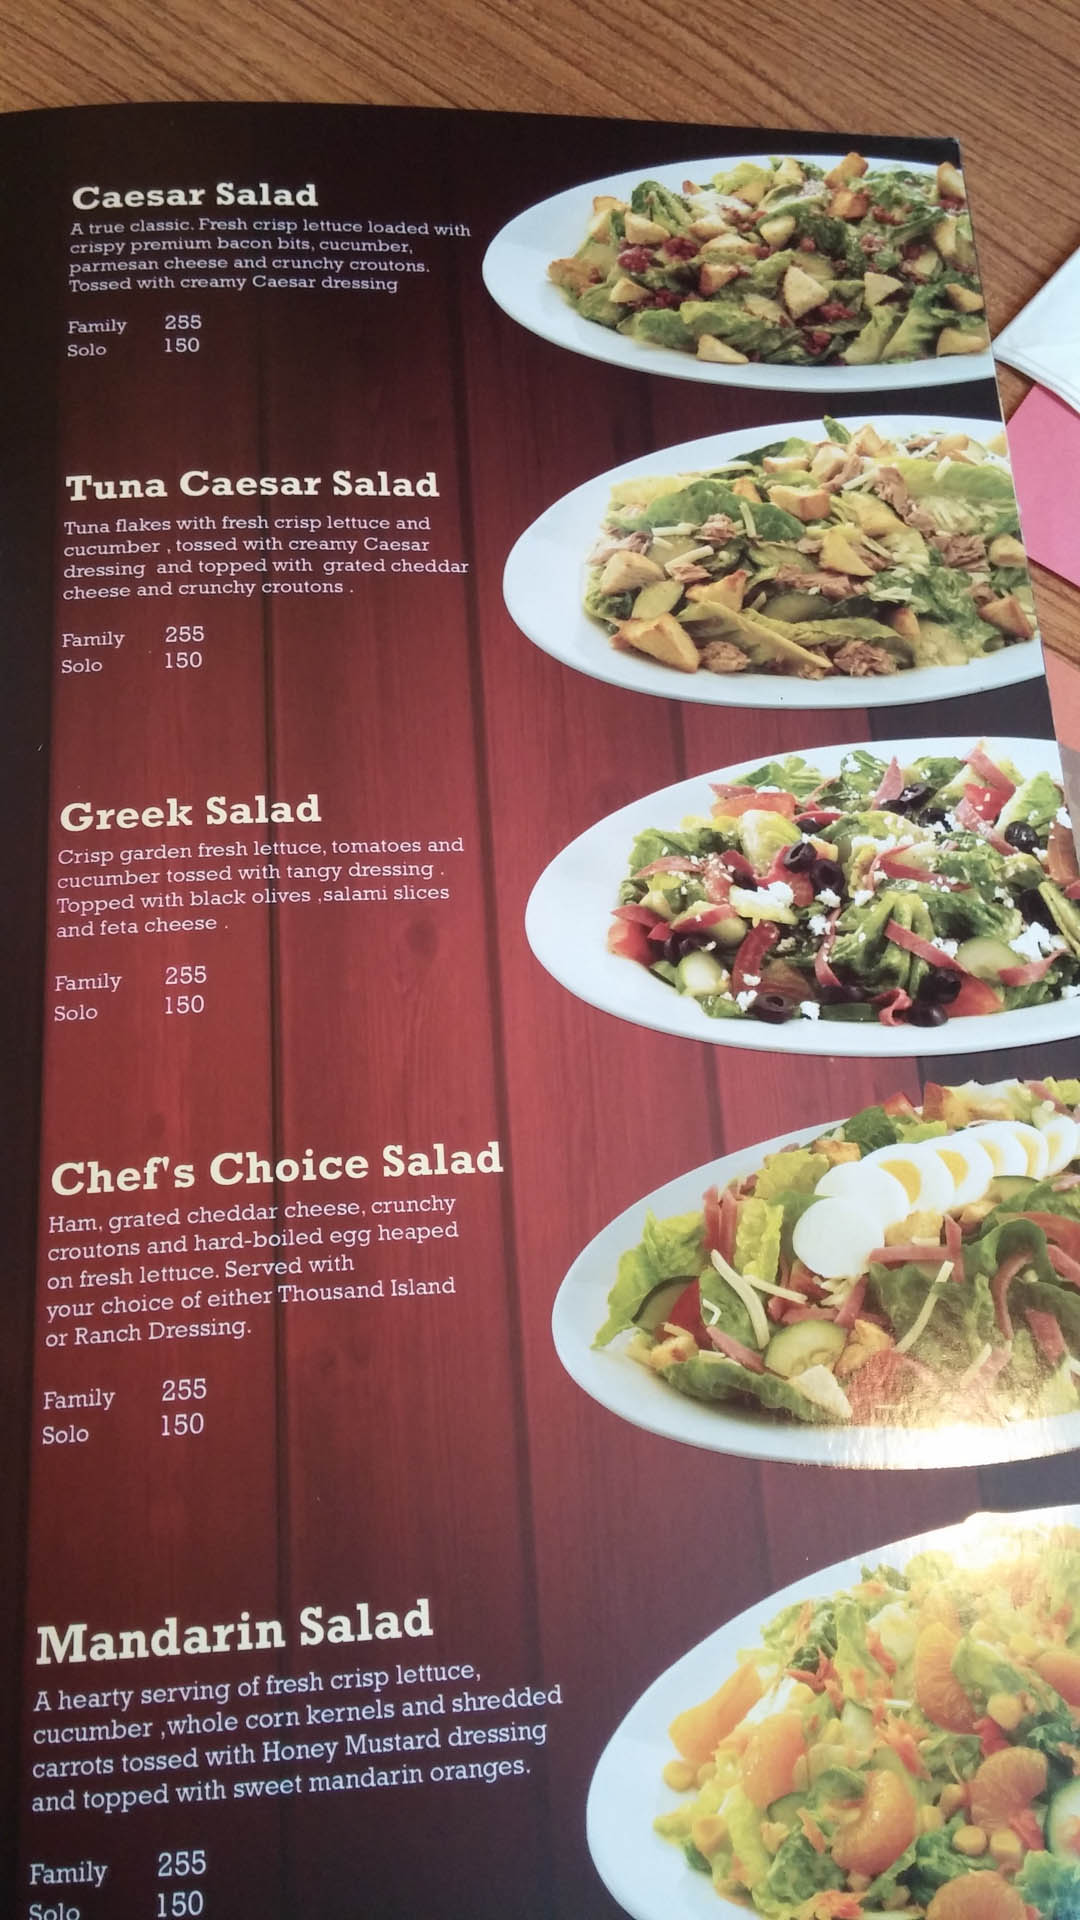 Caesar Salad
A true classic. Fresh crisp lettuce loaded with
crispy premium bacon bits, cucumber,
parmesan cheese and crunchy croutons.
Tossed with creamy Caesar dressing
Family 255
Solo 150
Tuna Caesar Salad
Tuna flakes with fresh crisp lettuce and
cucumber , tossed with creamy Caesar
dressing and topped with grated cheddar
cheese and crunchy croutons .
Family 255
Solo 150
Greek Salad
Crisp garden fresh lettuce, tomatoes and
cucumber tossed with tangy dressing .
Topped with black olives ,salami slices
and feta cheese .
Family 255
Solo 150
Chef's Choice Salad
Ham, grated cheddar cheese, crunchy
croutons and hard-boiled egg heaped
on fresh lettuce. Served with
your choice of either Thousand Island
or Ranch Dressing.
Family 255
Solo 150
Mandarin Salad
A hearty serving of fresh crisp lettuce,
cucumber ,whole corn kernels and shredded
carrots tossed with Honey Mustard dressing
and topped with sweet mandarin oranges.
Family 255
Solo 150